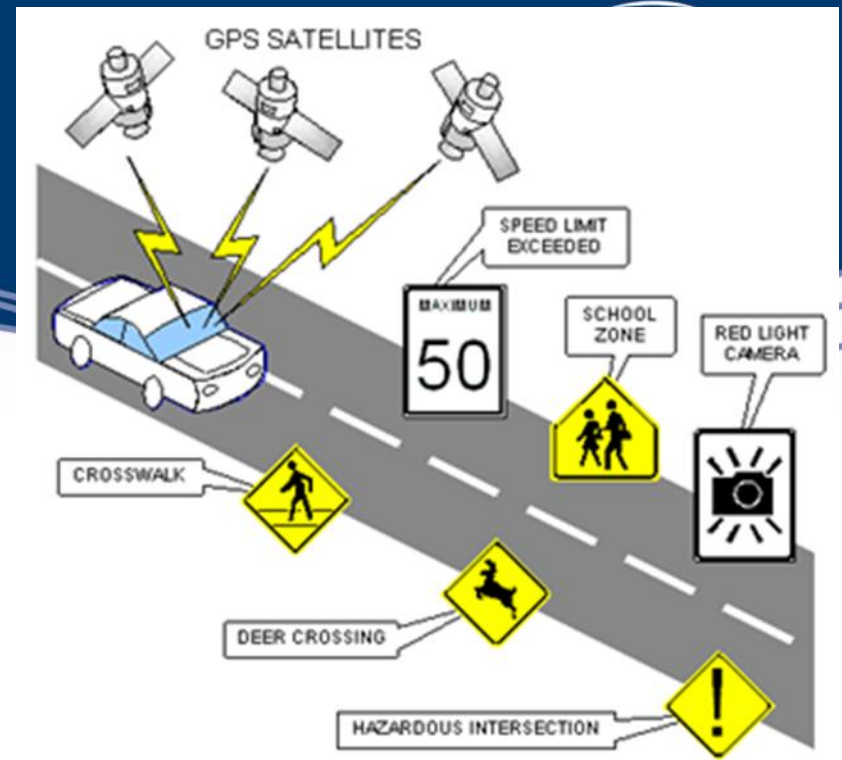 GPS SATELLITES
SPEED LIMIT
EXCEEDED
MAXIMUM
50
SCHOOL
ZONE
RED LIGHT
CAMERA
CROSSWALK
DEER CROSSING
HAZARDOUS INTERSECTION
!